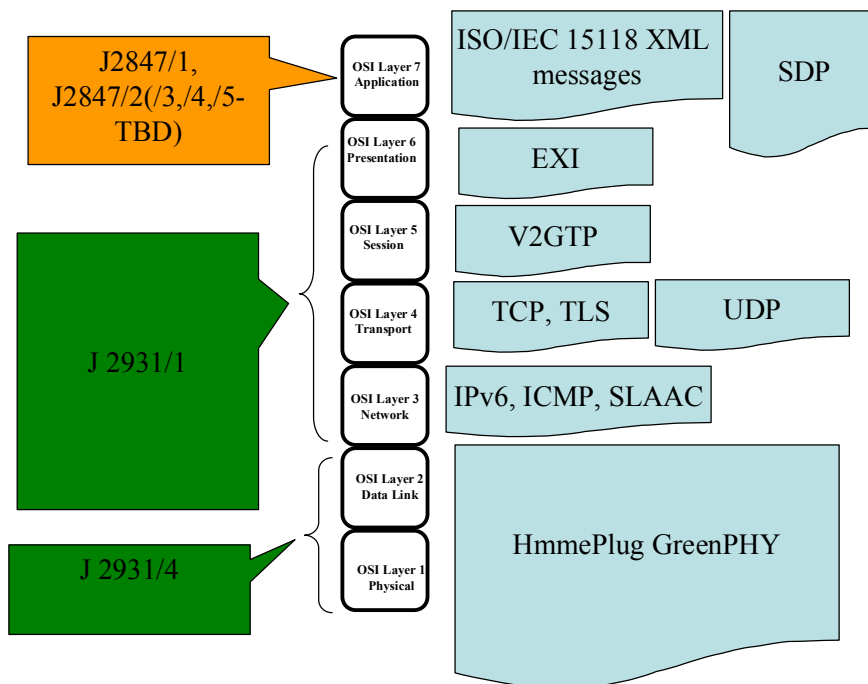 J2847/1,
J2847/2(/3,/4,/5-
TBD)
J 2931/1
J 2931/4
OSI Layer 7
Application
OSI Layer 6
Presentation
OSI Layer 5
Session
OSI Layer 4
Transport
OSI Layer 3
Network
OSI Layer 2
Data Link
OSI Layer 1
Physical
ISO/IEC 15118 XML
messages
SDP
EXI
V2GTP
TCP, TLS
UDP
IPv6, ICMP, SLAAC
HmmePlug GreenPHY